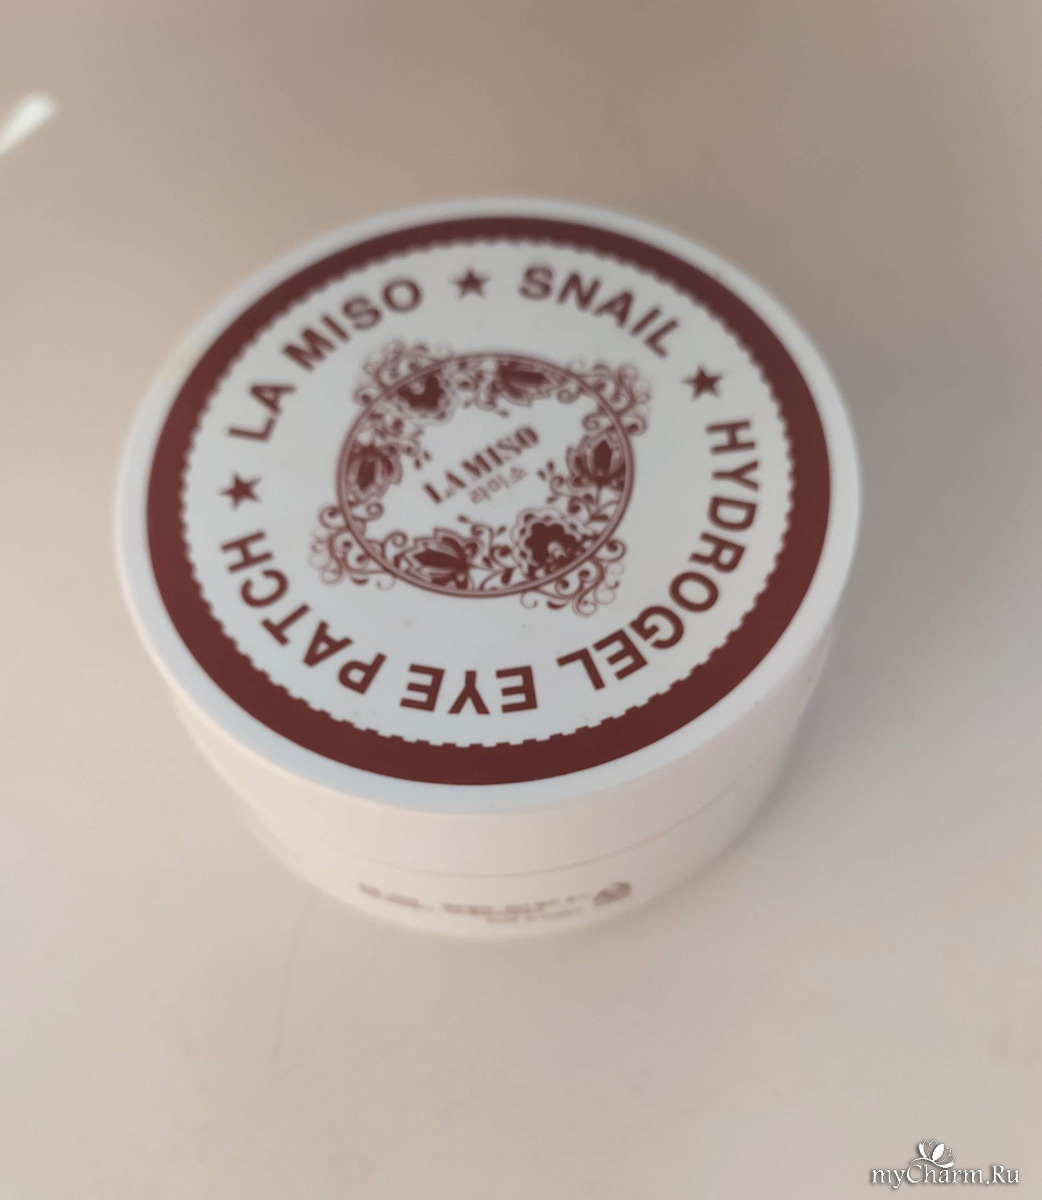 LA MISO ★ SNAIL ★ HYDROGEL EYE PATCH ★
LA MISO
라미소
myCharm.Ru